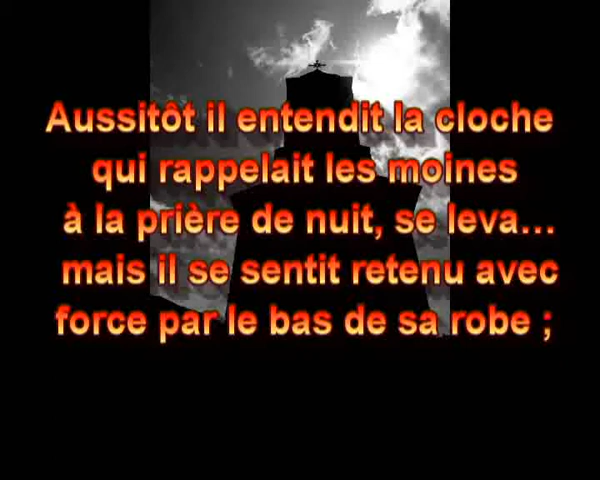 Aussitôt il entendit la cloche
qui rappelait les moines
à la prière de nuit, se leva...
mais il se sentit retenu avec
force par le bas de sa robe ;